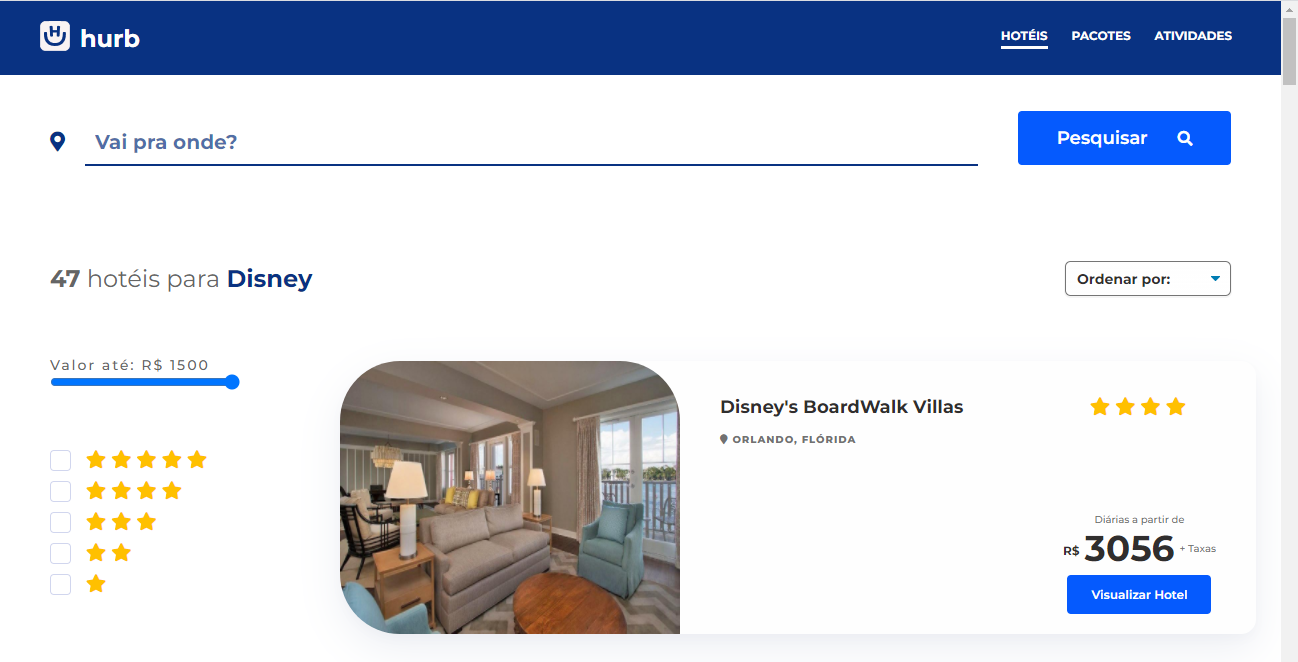 hurb
HOTÉIS PACOTES ATIVIDADES
Vai pra onde?
Pesquisar
47 hotéis para Disney
Ordenar por:
Valor até: R$ 1500
Disney's BoardWalk Villas
ORLANDO, FLÓRIDA
Diárias a partir de
R$ 3056 + Taxas
Visualizar Hotel